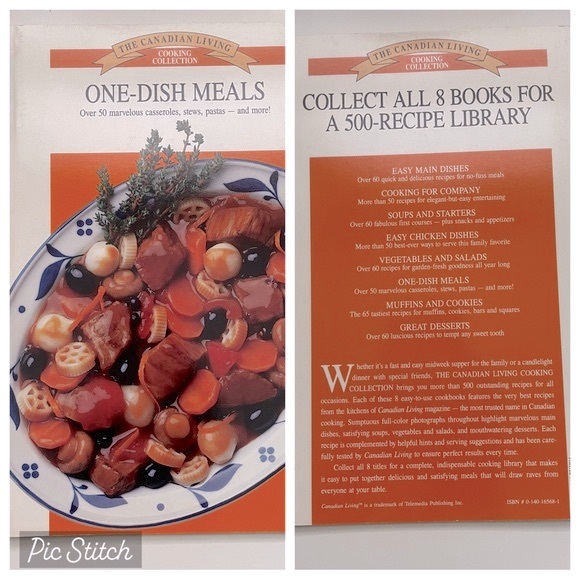 THE CANADIAN LIVING
COOKING
COLLECTION
ONE-DISH MEALS
Over 50 marvelous casseroles, stews, pastas — and more!
Pic Stitch
THE CANADIAN LIVING
COOKING
COLLECTION
COLLECT ALL 8 BOOKS FOR
A 500-RECIPE LIBRARY
EASY MAIN DISHES
Over 60 quick and delicious recipes for no-fuss meals
COOKING FOR COMPANY
More than 50 recipes for elegant-but-easy entertaining
SOUPS AND STARTERS
Over 60 fabulous first courses — plus snacks and appetizers
EASY CHICKEN DISHES
More than 50 best-ever ways to serve this family favorite
VEGETABLES AND SALADS
Over 60 recipes for garden-fresh goodness all year long
ONE-DISH MEALS
Over 50 marvelous casseroles, stews, pastas — and more!
MUFFINS AND COOKIES
The 65 tastiest recipes for muffins, cookies, bars and squares
GREAT DESSERTS
Over 60 luscious recipes to tempt any sweet tooth
Whether it's a fast and easy midweek supper for the family or a candlelight
dinner with special friends, THE CANADIAN LIVING COOKING
COLLECTION brings you more than 500 outstanding recipes for all
occasions. Each of these 8 easy-to-use cookbooks features the very best recipes
from the kitchens of Canadian Living magazine — the most trusted name in Canadian
cooking. Sumptuous full-color photographs throughout highlight marvelous main
dishes, satisfying soups, vegetables and salads, and mouthwatering desserts. Each
recipe is complemented by helpful hints and serving suggestions and has been care-
fully tested by Canadian Living to ensure perfect results every time.
Collect all 8 titles for a complete, indispensable cooking library that makes
it easy to put together delicious and satisfying meals that will draw raves from
everyone at your table.
Canadian Living™ is a trademark of Telemedia Publishing Inc.
ISBN # 0-140-16568-1